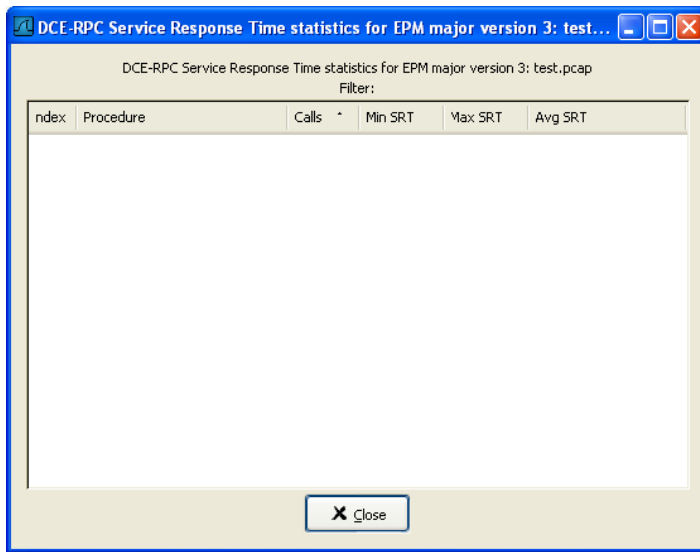 DCE-RPC Service Response Time statistics for EPM major version 3: test...
DCE-RPC Service Response Time statistics for EPM major version 3: test.pcap
Filter:
ndex Procedure Calls Min SRT Max SRT Avg SRT
Close